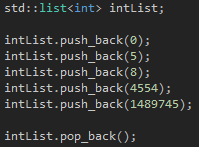 std::list<int> intList;
intList.push_back(0);
intList.push_back(5);
intList.push_back(8);
intList.push_back(4554);
intList.push_back(1489745);
intList.pop_back();